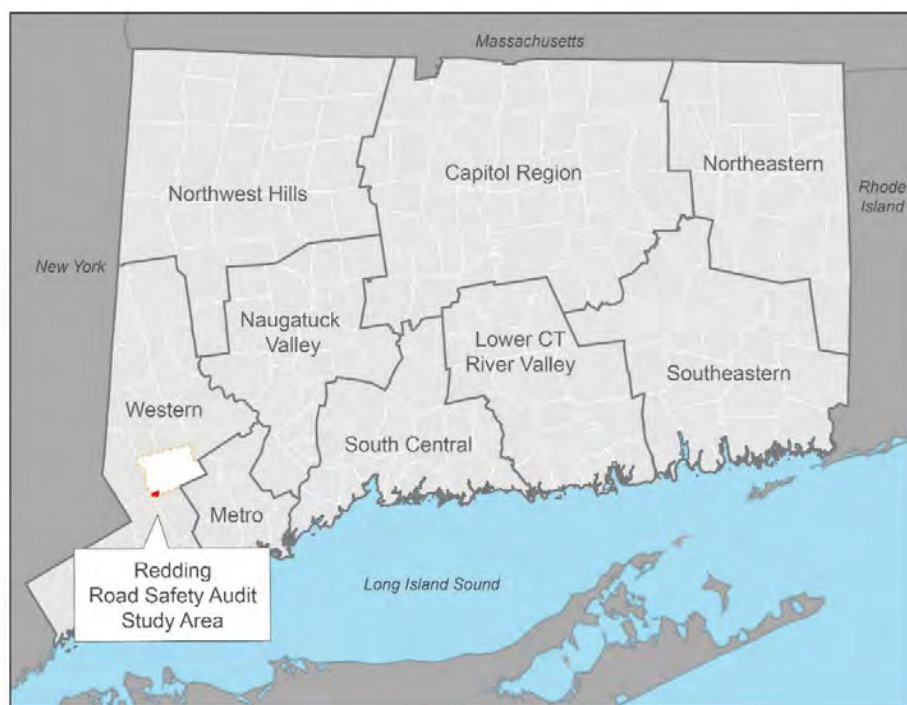 Massachusetts
Northwest Hills
Capitol Region
Northeastern
Rhode
Island
New York
Naugatuck
Valley
Lower CT
River Valley
Southeastern
Western
South Central
Metro
Redding
Road Safety Audit
Study Area
Long Island Sound